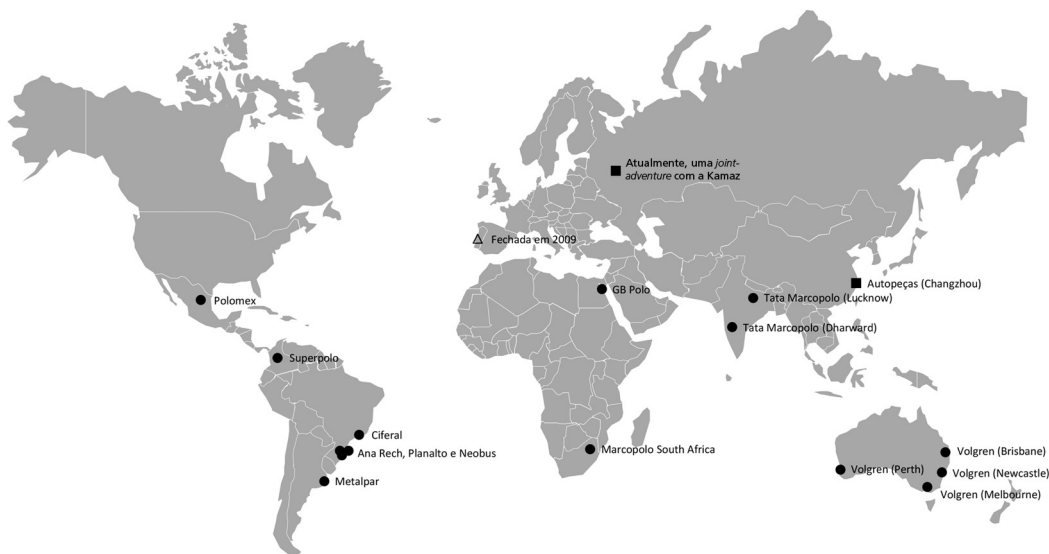 Atualmente, uma joint-
adventure com a Kamaz
Fechada em 2009
Autopeças (Changzhou)
GB Polo
Polomex
Tata Marcopolo (Lucknow)
Tata Marcopolo (Dharward)
Superpolo
Ciferal
Ana Rech, Planalto e Neobus
Marcopolo South Africa
Volgren (Brisbane)
Volgren (Perth)
Volgren (Newcastle)
Metalpar
Volgren (Melbourne)